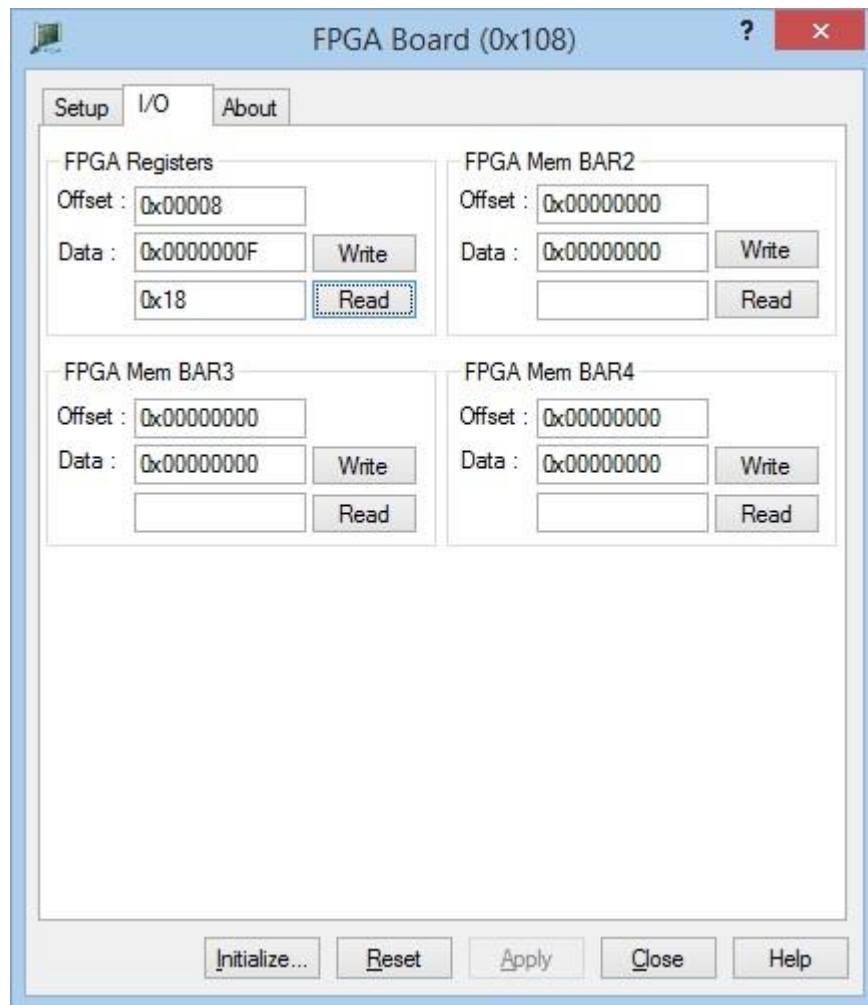 FPGA Board (0x108)
?
×
Setup I/O About
FPGA Registers
Offset : 0x00008
Data : 0x0000000F Write
0x18 Read
FPGA Mem BAR2
Offset : 0x00000000
Data : 0x00000000 Write
Read
FPGA Mem BAR3
Offset : 0x00000000
Data : 0x00000000 Write
Read
FPGA Mem BAR4
Offset : 0x00000000
Data : 0x00000000 Write
Read
Initialize... Reset Apply Close Help